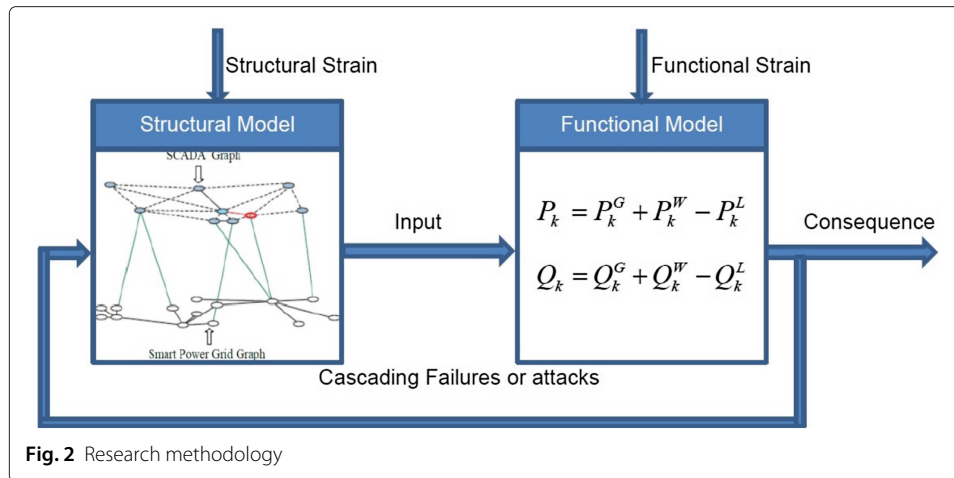 Structural Strain
Functional Strain
Structural Model
Functional Model
SCADA Graph
P_k = P_k^G + P_k^W − P_k^L
Input
Consequence
Q_k = Q_k^G + Q_k^W − Q_k^L
Smart Power Grid Graph
Cascading Failures or attacks
Fig. 2 Research methodology